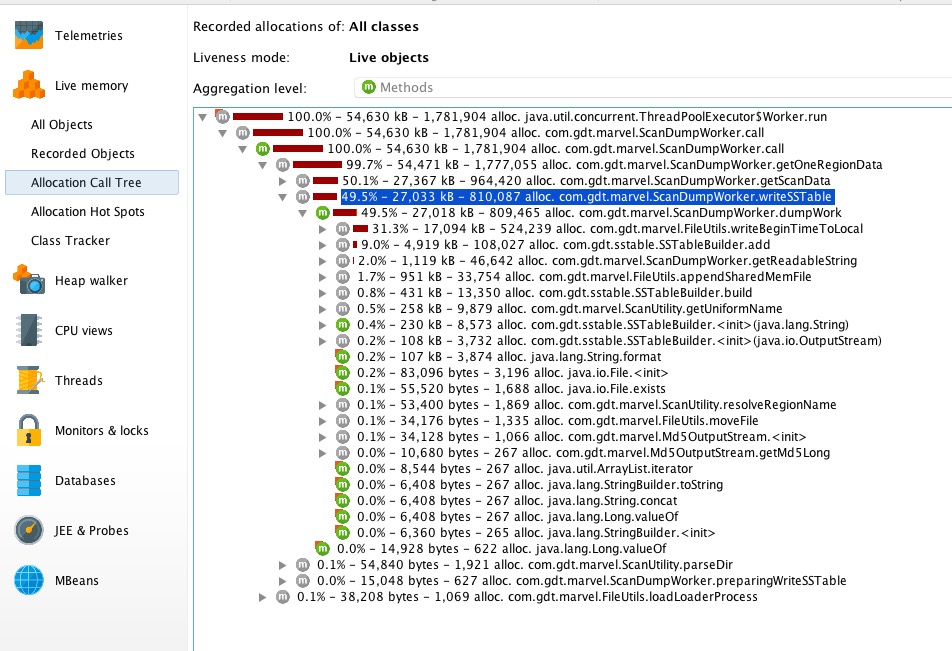 Recorded allocations of: All classes
Liveness mode: Live objects
Aggregation level: m Methods
Telemetries
Live memory
All Objects
Recorded Objects
Allocation Call Tree
Allocation Hot Spots
Class Tracker
Heap walker
CPU views
Threads
Monitors & locks
Databases
JEE & Probes
MBeans
m 100.0% – 54,630 kB – 1,781,904 alloc. java.util.concurrent.ThreadPoolExecutor$Worker.run
m 100.0% – 54,630 kB – 1,781,904 alloc. com.gdt.marvel.ScanDumpWorker.call
m 100.0% – 54,630 kB – 1,781,904 alloc. com.gdt.marvel.ScanDumpWorker.call
m 99.7% – 54,471 kB – 1,777,055 alloc. com.gdt.marvel.ScanDumpWorker.getOneRegionData
m 50.1% – 27,367 kB – 964,420 alloc. com.gdt.marvel.ScanDumpWorker.getScanData
m 49.5% – 27,033 kB – 810,087 alloc. com.gdt.marvel.ScanDumpWorker.writeSSTable
m 49.5% – 27,018 kB – 809,465 alloc. com.gdt.marvel.ScanDumpWorker.dumpWork
m 31.3% – 17,094 kB – 524,239 alloc. com.gdt.marvel.FileUtils.writeBeginTimeToLocal
m 9.0% – 4,919 kB – 108,027 alloc. com.gdt.sstable.SSTableBuilder.add
m 2.0% – 1,119 kB – 46,642 alloc. com.gdt.marvel.ScanDumpWorker.getReadableString
m 1.7% – 951 kB – 33,754 alloc. com.gdt.marvel.FileUtils.appendSharedMemFile
m 0.8% – 431 kB – 13,350 alloc. com.gdt.sstable.SSTableBuilder.build
m 0.5% – 258 kB – 9,879 alloc. com.gdt.marvel.ScanUtility.getUniformName
m 0.4% – 230 kB – 8,573 alloc. com.gdt.sstable.SSTableBuilder.<init>(java.lang.String)
m 0.2% – 108 kB – 3,732 alloc. com.gdt.sstable.SSTableBuilder.<init>(java.io.OutputStream)
m 0.2% – 107 kB – 3,874 alloc. java.lang.String.format
m 0.2% – 83,096 bytes – 3,196 alloc. java.io.File.<init>
m 0.1% – 55,520 bytes – 1,688 alloc. java.io.File.exists
m 0.1% – 53,400 bytes – 1,869 alloc. com.gdt.marvel.ScanUtility.resolveRegionName
m 0.1% – 34,176 bytes – 1,335 alloc. com.gdt.marvel.FileUtils.moveFile
m 0.1% – 34,128 bytes – 1,066 alloc. com.gdt.marvel.Md5OutputStream.<init>
m 0.0% – 10,680 bytes – 267 alloc. com.gdt.marvel.Md5OutputStream.getMd5Long
m 0.0% – 8,544 bytes – 267 alloc. java.util.ArrayList.iterator
m 0.0% – 6,408 bytes – 267 alloc. java.lang.StringBuilder.toString
m 0.0% – 6,408 bytes – 267 alloc. java.lang.String.concat
m 0.0% – 6,408 bytes – 267 alloc. java.lang.Long.valueOf
m 0.0% – 6,360 bytes – 265 alloc. java.lang.StringBuilder.<init>
m 0.0% – 14,928 bytes – 622 alloc. java.lang.Long.valueOf
m 0.1% – 54,840 bytes – 1,921 alloc. com.gdt.marvel.ScanUtility.parseDir
m 0.0% – 15,048 bytes – 627 alloc. com.gdt.marvel.ScanDumpWorker.preparingWriteSSTable
m 0.1% – 38,208 bytes – 1,069 alloc. com.gdt.marvel.FileUtils.loadLoaderProcess